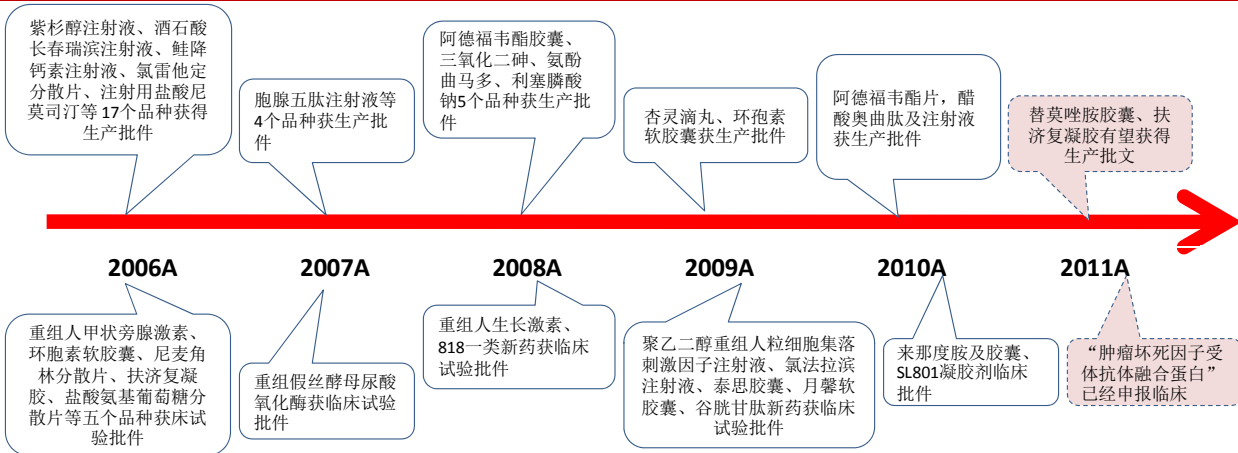 紫杉醇注射液、酒石酸
长春瑞滨注射液、鲑降
钙素注射液、氯雷他定
分散片、注射用盐酸尼
莫司汀等 17个品种获得
生产批件
胞腺五肽注射液等
4个品种获生产批
件
阿德福韦酯胶囊、
三氧化二砷、氨酚
曲马多、利塞膦酸
钠5个品种获生产批
件
杏灵滴丸、环孢素
软胶囊获生产批件
阿德福韦酯片，醋
酸奥曲肽及注射液
获生产批件
替莫唑胺胶囊、扶
济复凝胶有望获得
生产批文
2006A
2007A
2008A
2009A
2010A
2011A
重组人甲状旁腺激素、
环胞素软胶囊、尼麦角
林分散片、扶济复凝
胶、盐酸氨基葡萄糖分
散片等五个品种获床试
验批件
重组假丝酵母尿酸
氧化酶获临床试验
批件
重组人生长激素、
818一类新药获临床
试验批件
聚乙二醇重组人粒细胞集落
刺激因子注射液、氯法拉滨
注射液、泰思胶囊、月馨软
胶囊、谷胱甘肽新药获临床
试验批件
来那度胺及胶囊、
SL801凝胶剂临床
批件
“肿瘤坏死因子受
体抗体融合蛋白”
已经申报临床